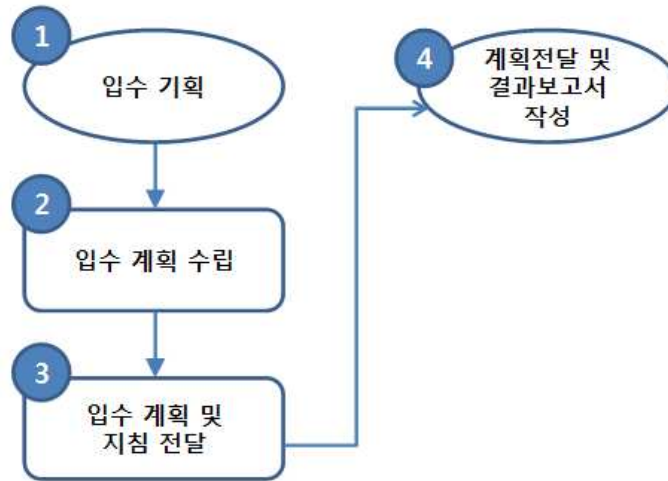 1
입수 기획
2
입수 계획 수립
3
입수 계획 및
지침 전달
4
계획전달 및
결과보고서
작성